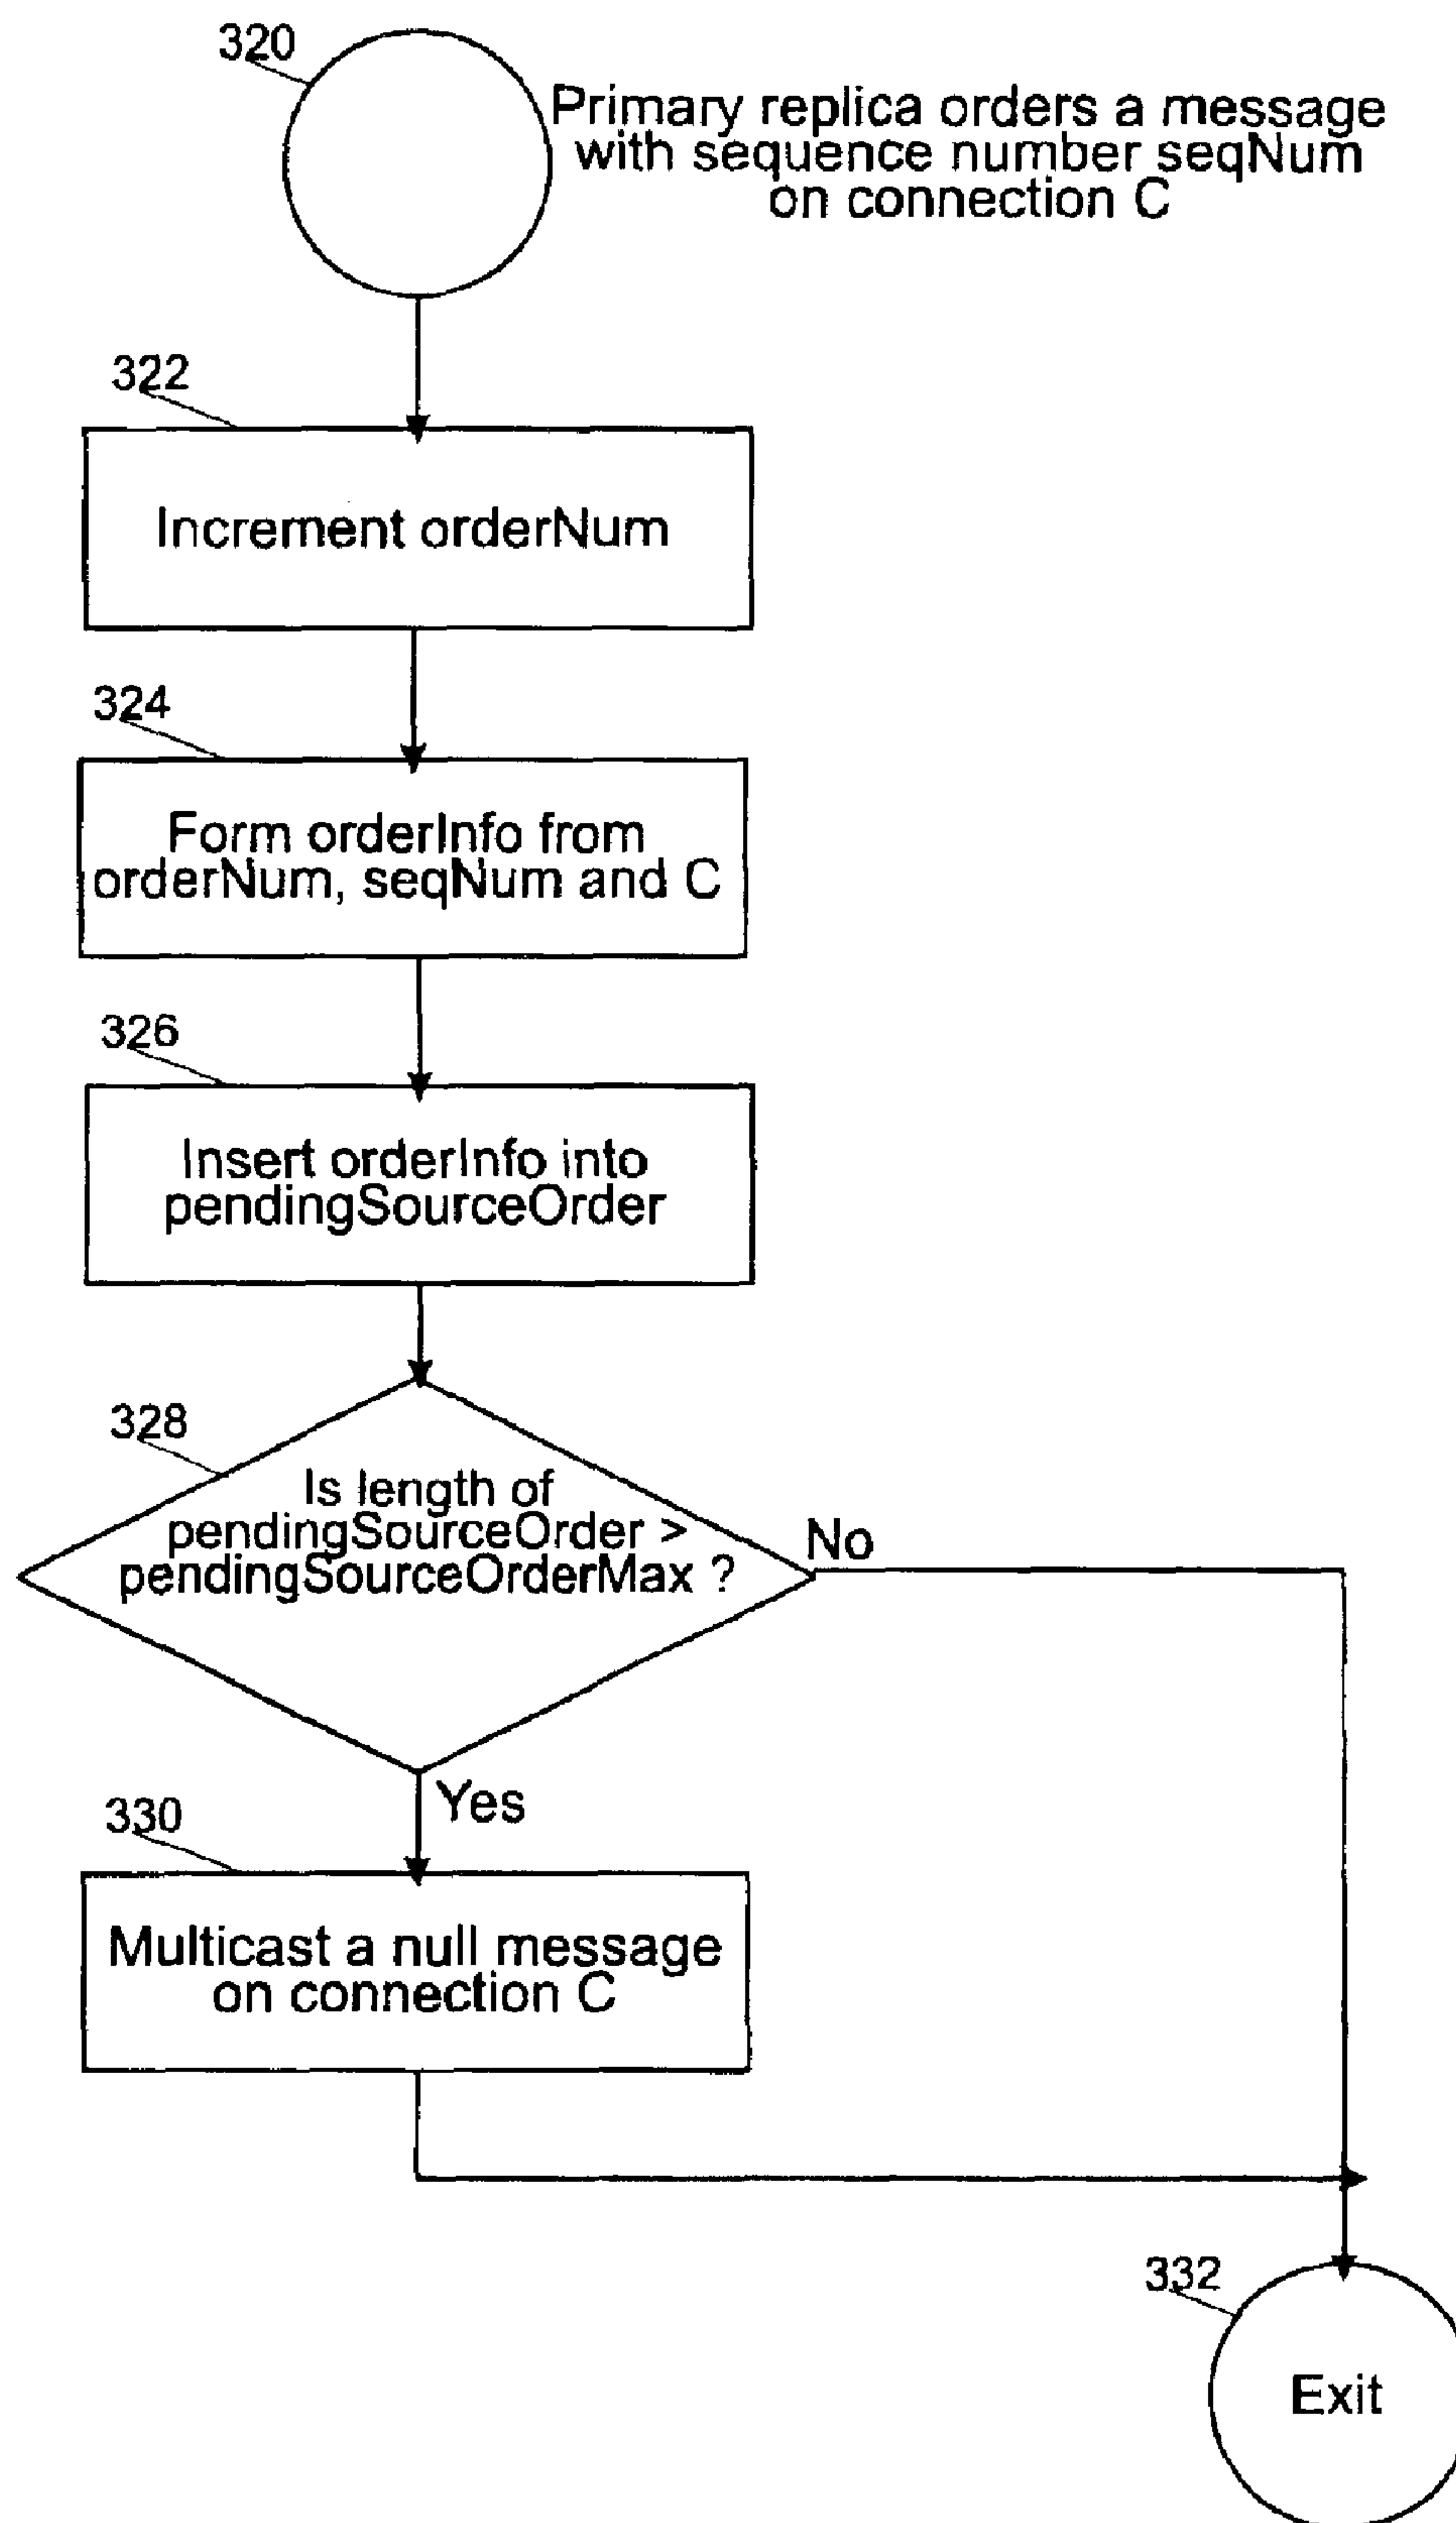 320
Primary replica orders a message
with sequence number seqNum
on connection C
322
Increment orderNum
324
Form orderInfo from
orderNum, seqNum and C
326
Insert orderInfo into
pendingSourceOrder
328
Is length of
pendingSourceOrder >
pendingSourceOrderMax ?
No
Yes
330
Multicast a null message
on connection C
332
Exit